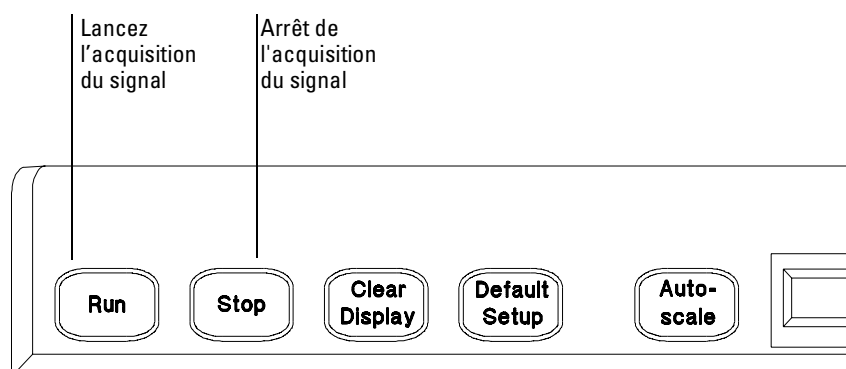 Lancez
l’acquisition
du signal
Arrêt de
l'acquisition
du signal
Run
Stop
Clear
Display
Default
Setup
Auto-
scale